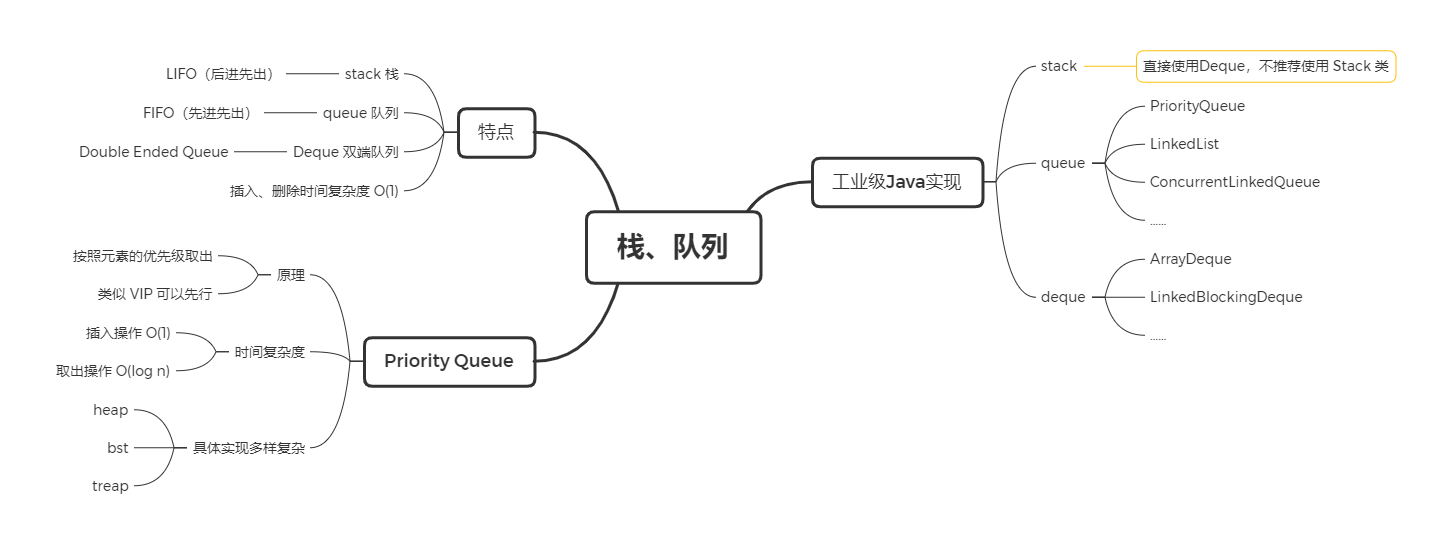 栈、队列
特点
stack 栈
LIFO（后进先出）
queue 队列
FIFO（先进先出）
Deque 双端队列
Double Ended Queue
插入、删除时间复杂度 O(1)
Priority Queue
原理
按照元素的优先级取出
类似 VIP 可以先行
时间复杂度
插入操作 O(1)
取出操作 O(log n)
具体实现多样复杂
heap
bst
treap
工业级Java实现
stack
直接使用Deque，不推荐使用 Stack 类
queue
PriorityQueue
LinkedList
ConcurrentLinkedQueue
......
deque
ArrayDeque
LinkedBlockingDeque
......